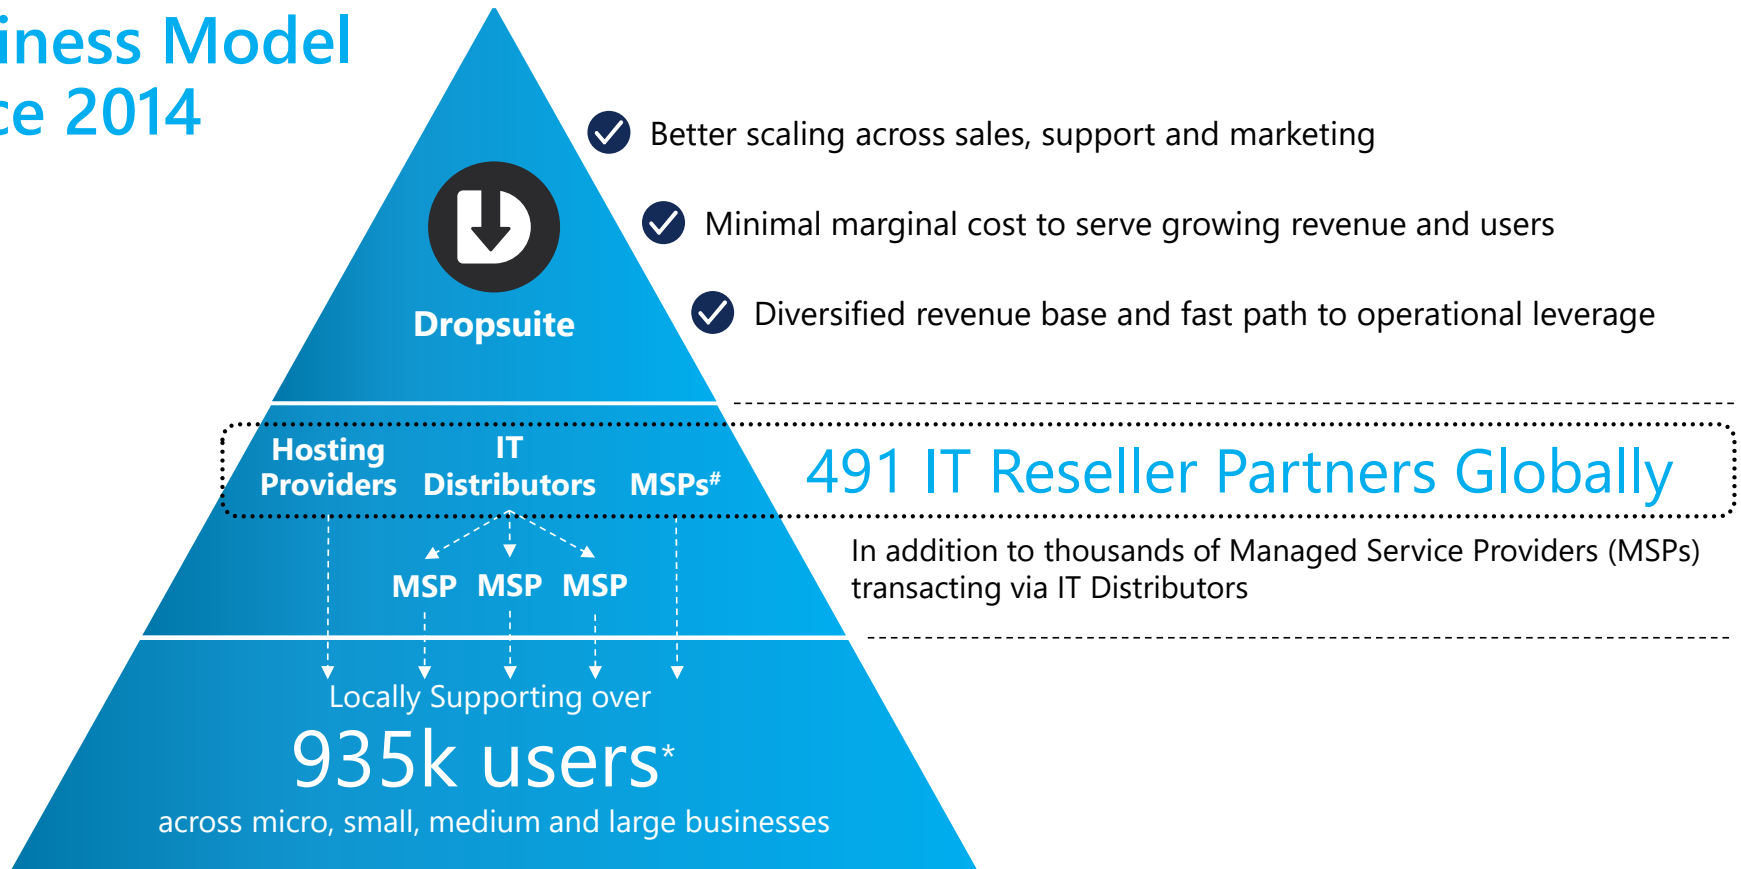 iness Model
ce 2014
Better scaling across sales, support and marketing
Minimal marginal cost to serve growing revenue and users
Diversified revenue base and fast path to operational leverage
Dropsuite
Hosting
Providers
IT
Distributors
MSPs#
491 IT Reseller Partners Globally
In addition to thousands of Managed Service Providers (MSPs)
transacting via IT Distributors
MSP MSP MSP
Locally Supporting over
935k users*
across micro, small, medium and large businesses